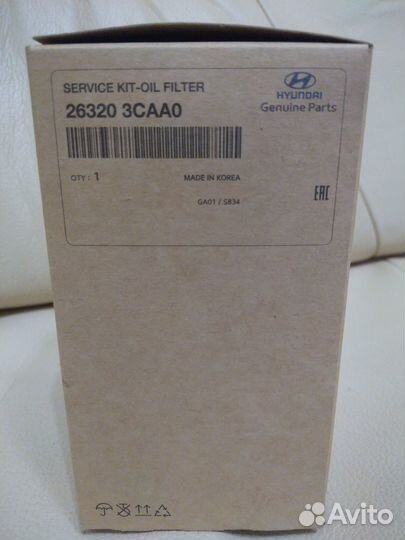 SERVICE KIT-OIL FILTER
26320 3CAA0
HYUNDAI
Genuine Parts
QTY : 1
MADE IN KOREA
GA01 / S834
EAC
Avito